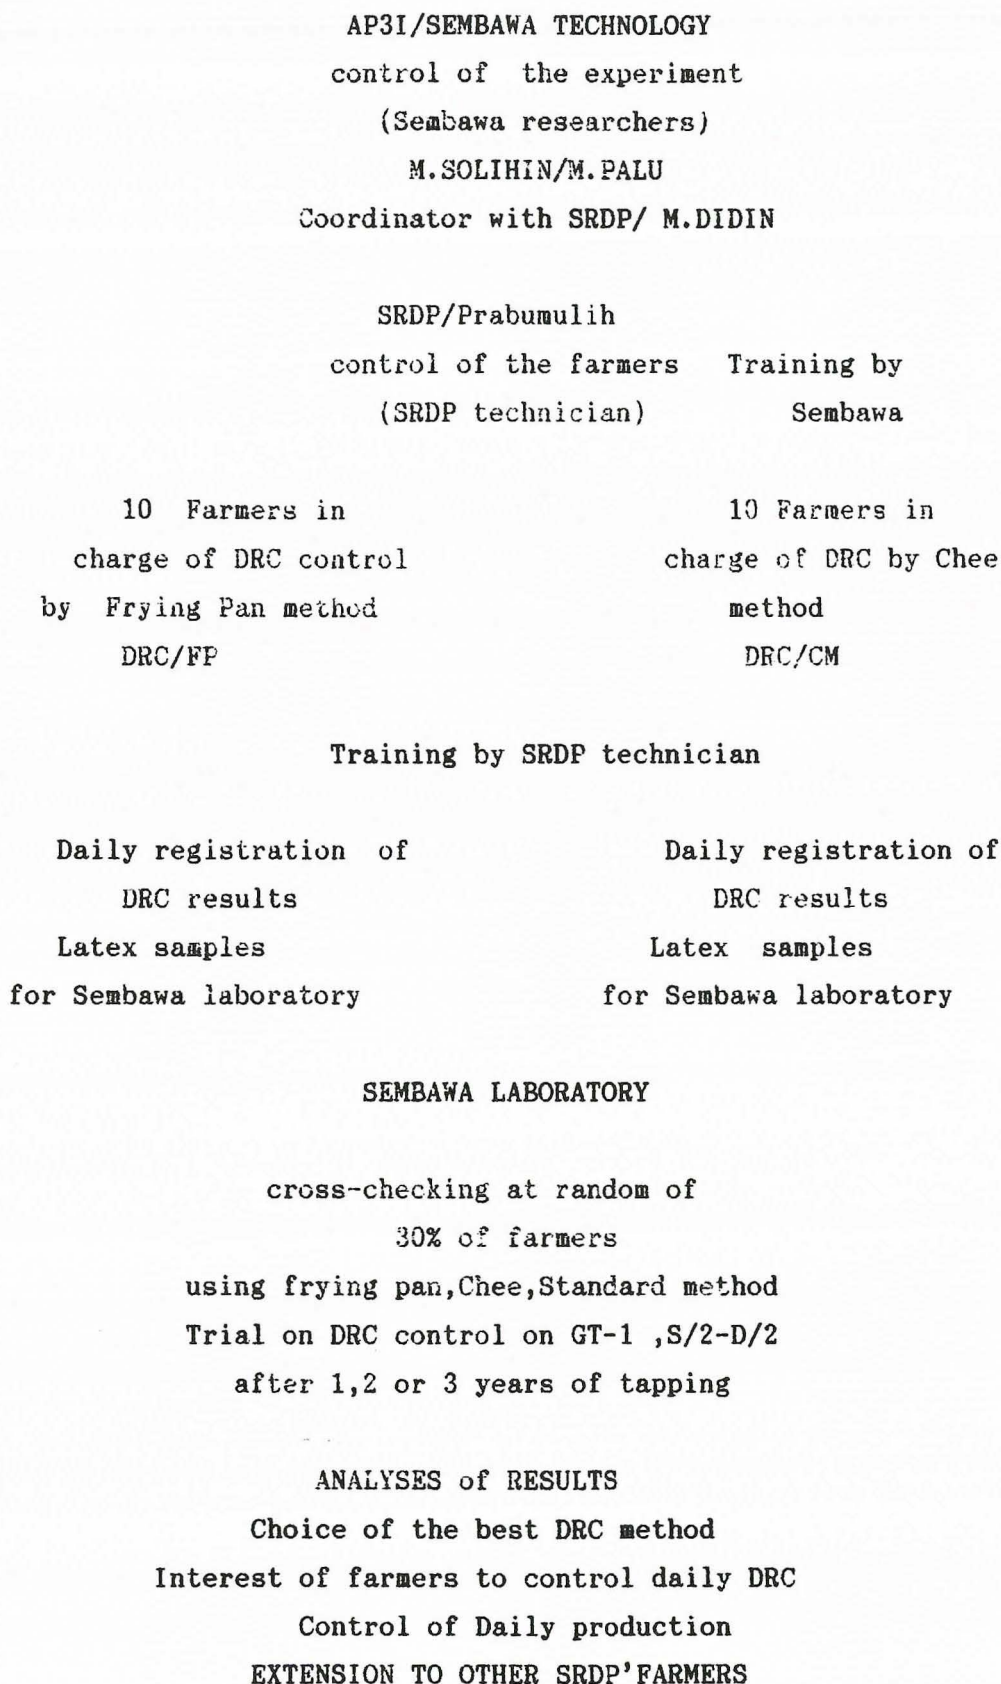 AP3I/SEMBAWA TECHNOLOGY
control of the experiment
(Sembawa researchers)
M.SOLIHIN/M.PALU
Coordinator with SRDP/ M.DIDIN
SRDP/Prabumulih
control of the farmers Training by
(SRDP technician) Sembawa
10 Farmers in 10 Farmers in
charge of DRC control charge of DRC by Chee
by Frying Pan method method
DRC/FP DRC/CM
Training by SRDP technician
Daily registration of Daily registration of
DRC results DRC results
Latex samples Latex samples
for Sembawa laboratory for Sembawa laboratory
SEMBAWA LABORATORY
cross-checking at random of
30% of farmers
using frying pan,Chee,Standard method
Trial on DRC control on GT-1 ,S/2-D/2
after 1,2 or 3 years of tapping
ANALYSES of RESULTS
Choice of the best DRC method
Interest of farmers to control daily DRC
Control of Daily production
EXTENSION TO OTHER SRDP'FARMERS